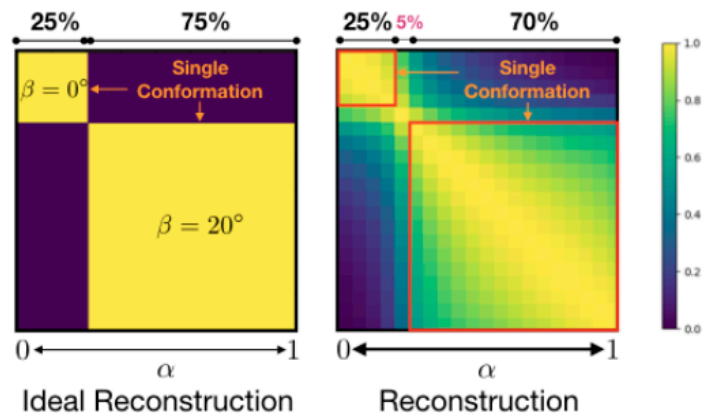 25% 75% 25% 5% 70%
Single
Conformation
β = 0°
β = 20°
Single
Conformation
1.0
0.8
0.6
0.4
0.2
0.0
0 1
α
0 1
α
Ideal Reconstruction
Reconstruction